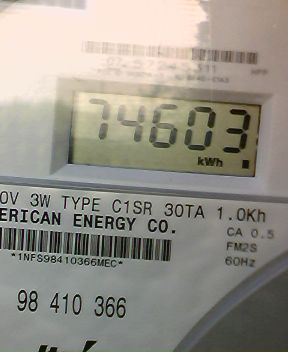 74603
kWh
0V 3W TYPE C1SR 30TA 1.0Kh
ERICAN ENERGY CO.
CA 0.5
*1NFS98410366MEC*
FM2S
60Hz
98 410 366